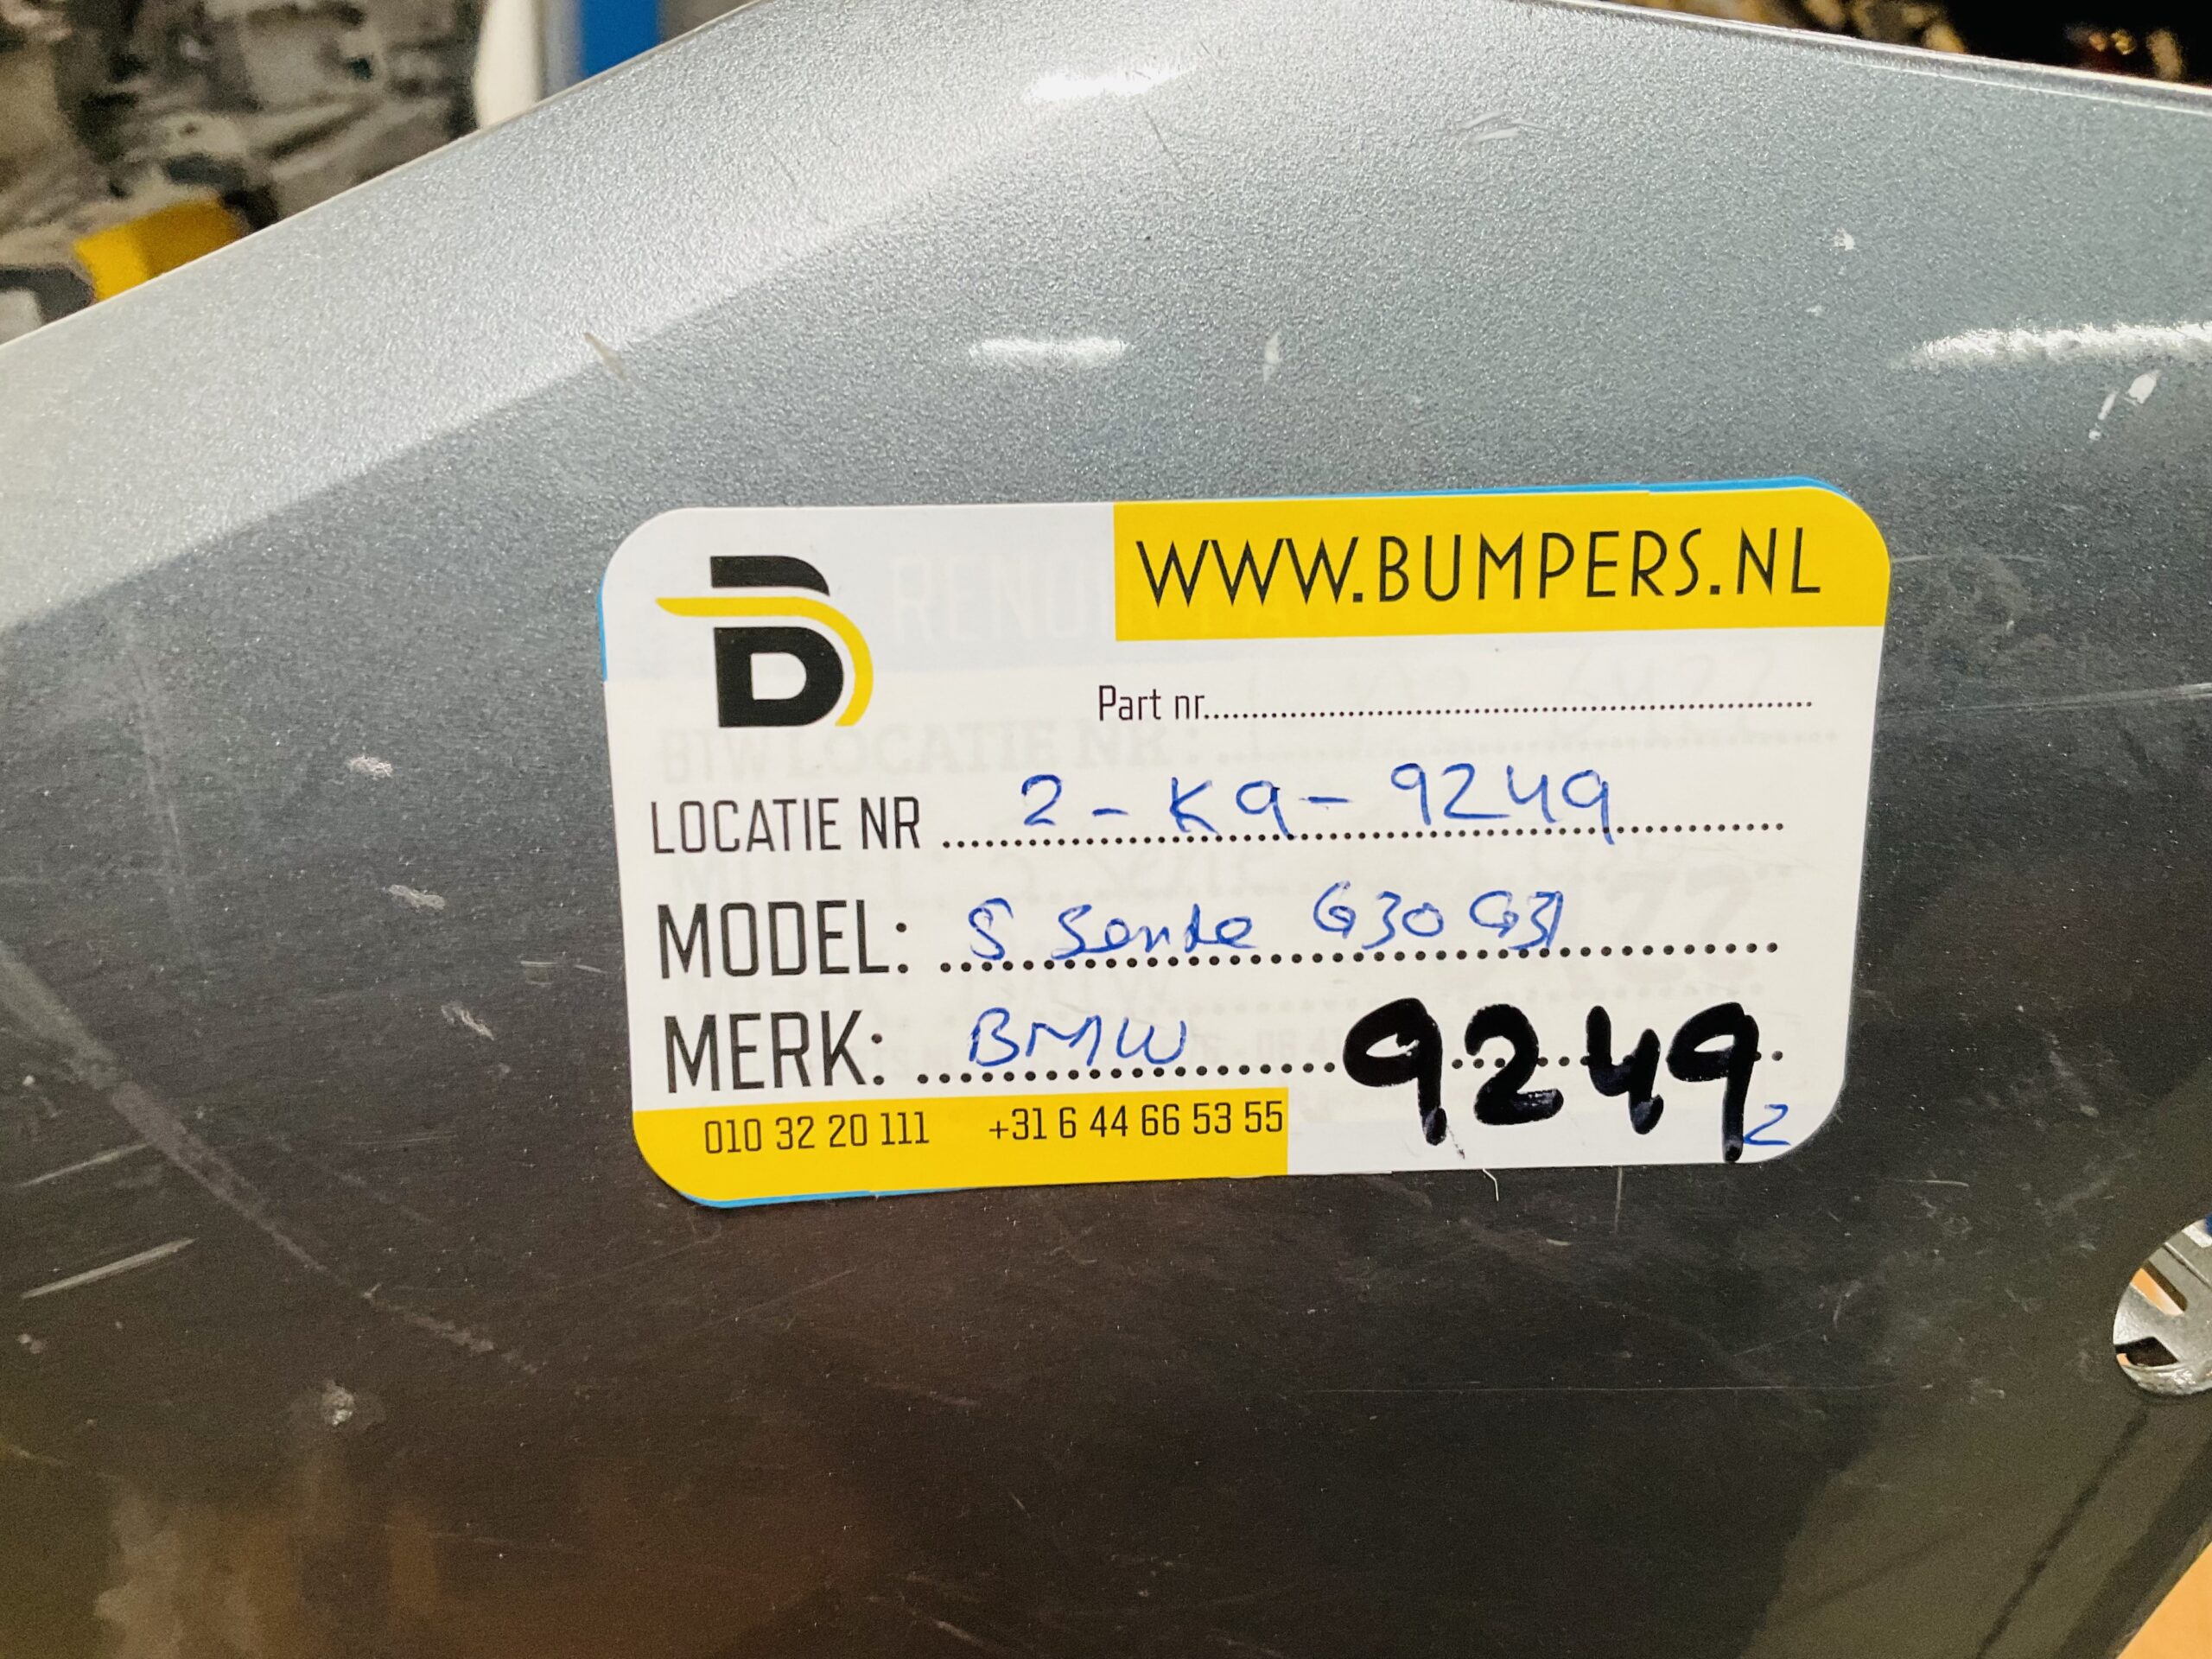 WWW.BUMPERS.NL
Part nr.
LOCATIE NR 2 - K9 - 9249
MODEL: 5 Serie G30 G31
MERK: BMW 9249
2
010 32 20 111 +31 6 44 66 53 55